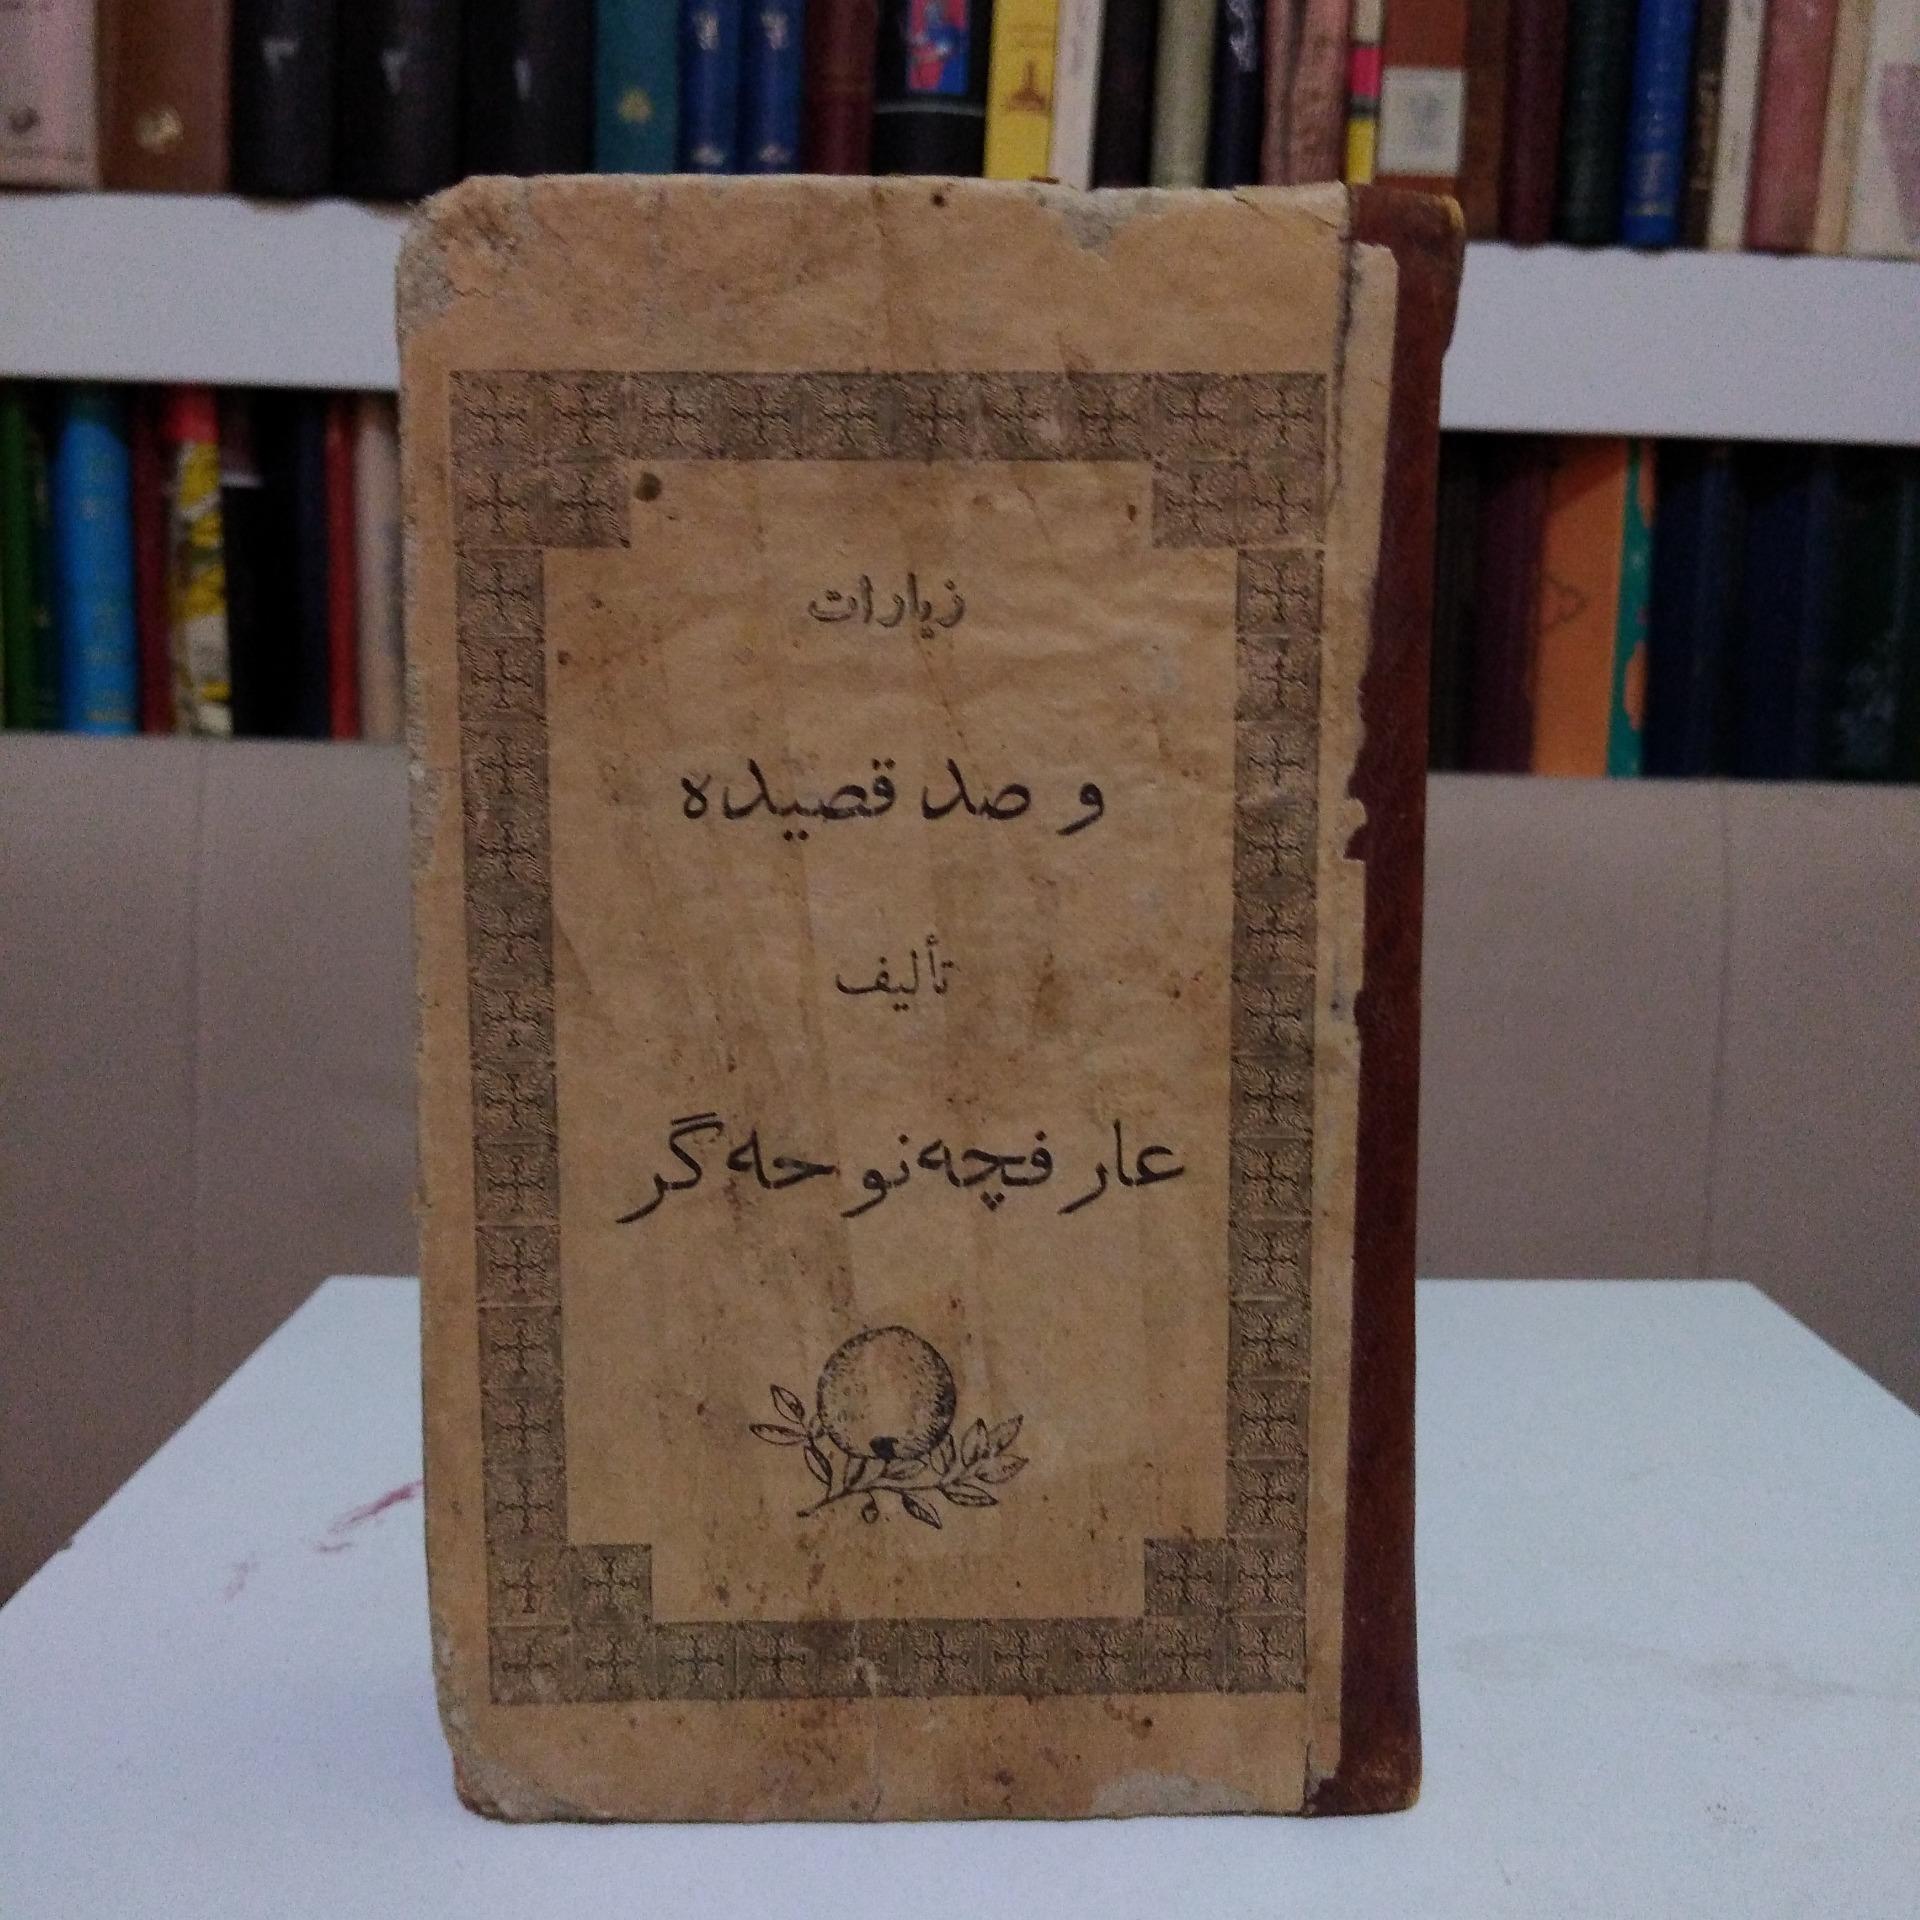 زیارات
و صد قصیده
تألیف
عارفچه نوحه گر